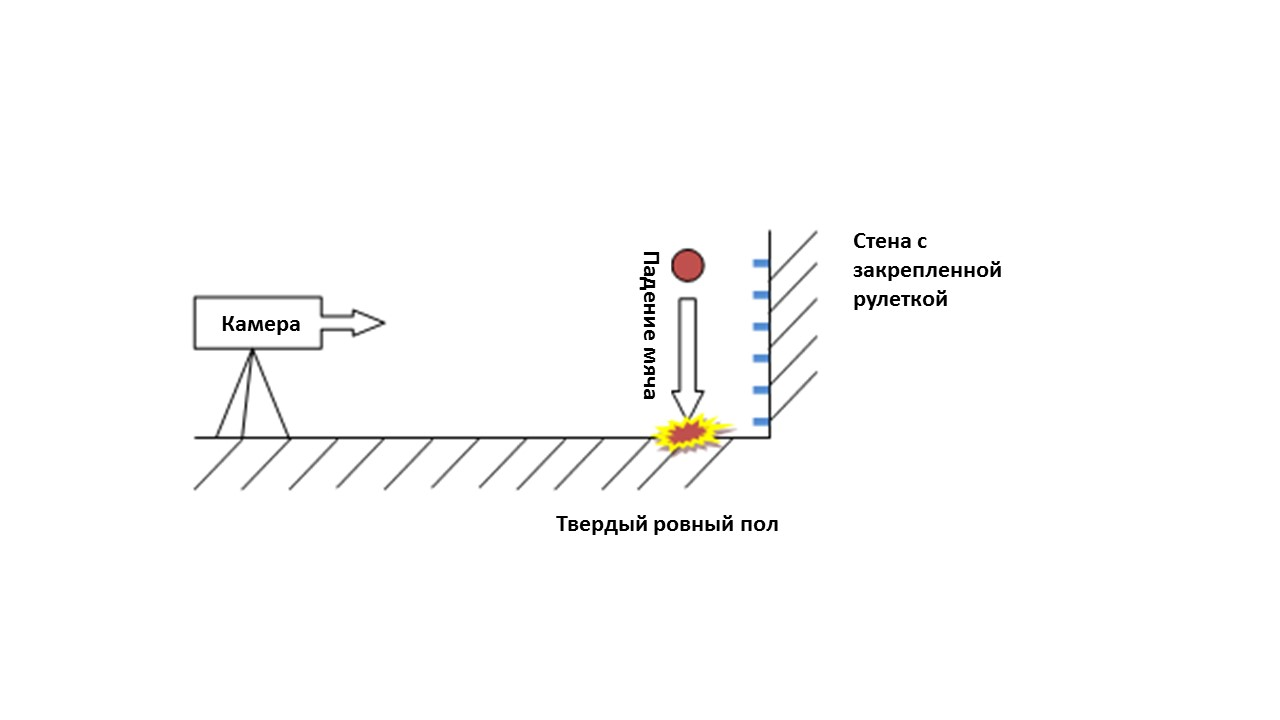 Камера
Падение мяча
Стена с
закрепленной
рулеткой
Твердый ровный пол